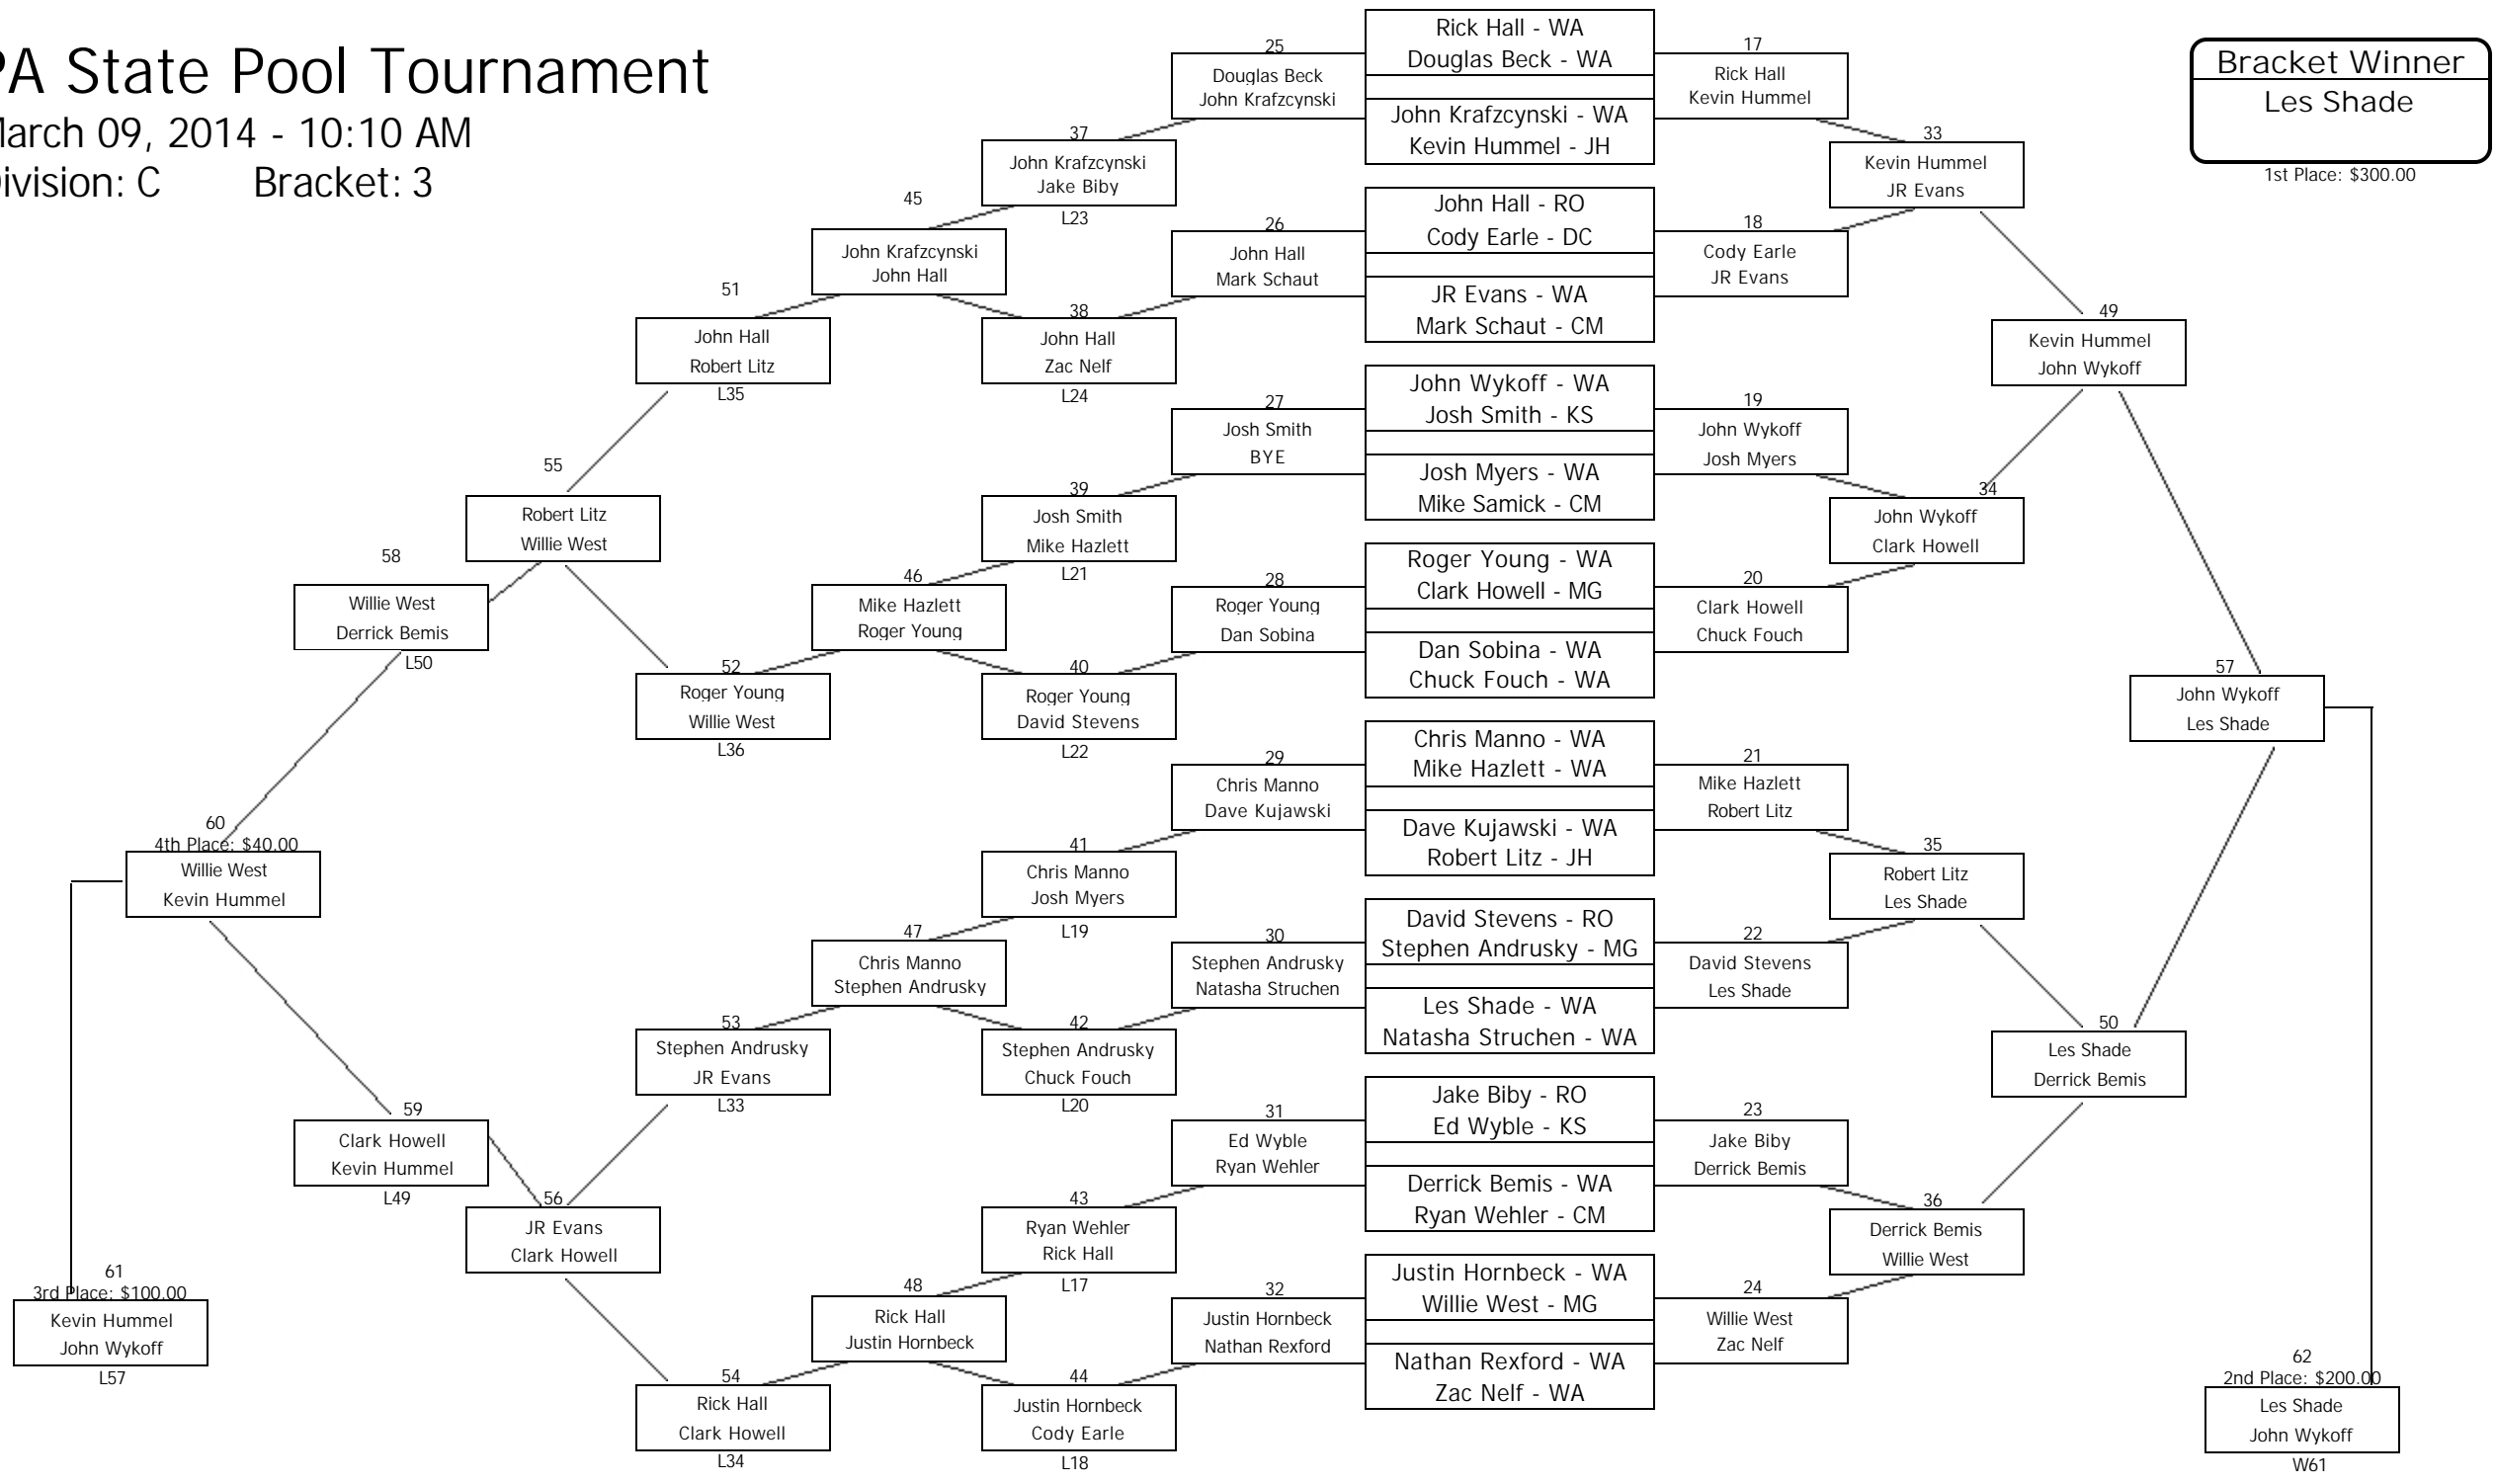 PA State Pool Tournament
March 09, 2014 - 10:10 AM
Division: C Bracket: 3
Bracket Winner
Les Shade
1st Place: $300.00
Rick Hall - WA
Douglas Beck - WA
John Krafzcynski - WA
Kevin Hummel - JH
John Hall - RO
Cody Earle - DC
JR Evans - WA
Mark Schaut - CM
John Wykoff - WA
Josh Smith - KS
Josh Myers - WA
Mike Samick - CM
Roger Young - WA
Clark Howell - MG
Dan Sobina - WA
Chuck Fouch - WA
Chris Manno - WA
Mike Hazlett - WA
Dave Kujawski - WA
Robert Litz - JH
David Stevens - RO
Stephen Andrusky - MG
Les Shade - WA
Natasha Struchen - WA
Jake Biby - RO
Ed Wyble - KS
Derrick Bemis - WA
Ryan Wehler - CM
Justin Hornbeck - WA
Willie West - MG
Nathan Rexford - WA
Zac Nelf - WA
17
Rick Hall
Kevin Hummel
18
Cody Earle
JR Evans
19
John Wykoff
Josh Myers
20
Clark Howell
Chuck Fouch
21
Mike Hazlett
Robert Litz
22
David Stevens
Les Shade
23
Jake Biby
Derrick Bemis
24
Willie West
Zac Nelf
25
Douglas Beck
John Krafzcynski
26
John Hall
Mark Schaut
27
Josh Smith
BYE
28
Roger Young
Dan Sobina
29
Chris Manno
Dave Kujawski
30
Stephen Andrusky
Natasha Struchen
31
Ed Wyble
Ryan Wehler
32
Justin Hornbeck
Nathan Rexford
33
Kevin Hummel
JR Evans
34
John Wykoff
Clark Howell
35
Robert Litz
Les Shade
36
Derrick Bemis
Willie West
37
John Krafzcynski
Jake Biby
L23
38
John Hall
Zac Nelf
L24
39
Josh Smith
Mike Hazlett
L21
40
Roger Young
David Stevens
L22
41
Chris Manno
Josh Myers
L19
42
Stephen Andrusky
Chuck Fouch
L20
43
Ryan Wehler
Rick Hall
L17
44
Justin Hornbeck
Cody Earle
L18
45
John Krafzcynski
John Hall
46
Mike Hazlett
Roger Young
47
Chris Manno
Stephen Andrusky
48
Rick Hall
Justin Hornbeck
49
Kevin Hummel
John Wykoff
50
Les Shade
Derrick Bemis
51
John Hall
Robert Litz
L35
52
Roger Young
Willie West
L36
53
Stephen Andrusky
JR Evans
L33
54
Rick Hall
Clark Howell
L34
55
Robert Litz
Willie West
56
JR Evans
Clark Howell
57
John Wykoff
Les Shade
58
Willie West
Derrick Bemis
L50
59
Clark Howell
Kevin Hummel
L49
60
4th Place: $40.00
Willie West
Kevin Hummel
61
3rd Place: $100.00
Kevin Hummel
John Wykoff
L57
62
2nd Place: $200.00
Les Shade
John Wykoff
W61